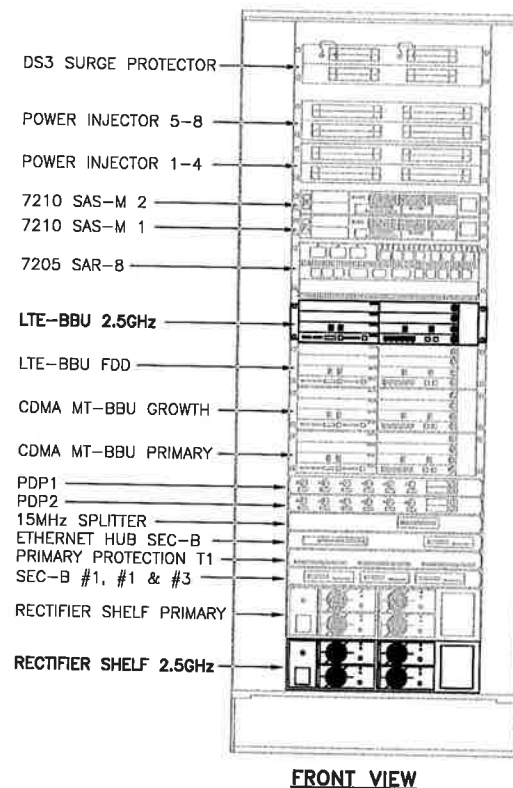 DS3 SURGE PROTECTOR
POWER INJECTOR 5-8
POWER INJECTOR 1-4
7210 SAS-M 2
7210 SAS-M 1
7205 SAR-8
LTE-BBU 2.5GHz
LTE-BBU FDD
CDMA MT-BBU GROWTH
CDMA MT-BBU PRIMARY
PDP1
PDP2
15MHz SPLITTER
ETHERNET HUB SEC-B
PRIMARY PROTECTION T1
SEC-B #1, #1 & #3
RECTIFIER SHELF PRIMARY
RECTIFIER SHELF 2.5GHz
FRONT VIEW